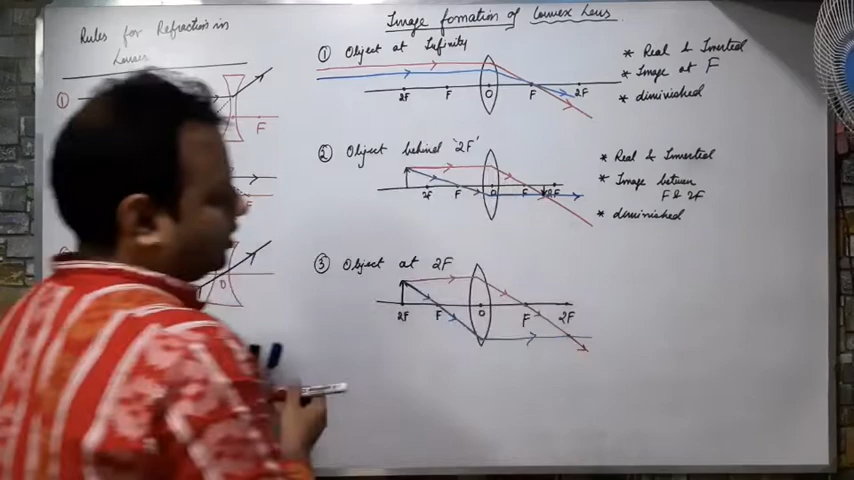 Rules for Refraction in
lenses
①
F
F
O
Image fomation of Convex Lens
① Object at Infinity
2F F O F 2F
* Real & Inverted
* Image at F
* diminished
② Object behind '2F'
2F F O F 2F
* Real & Inverted
* Image between
F & 2F
* diminished
③ Object at 2F
2F F O F 2F